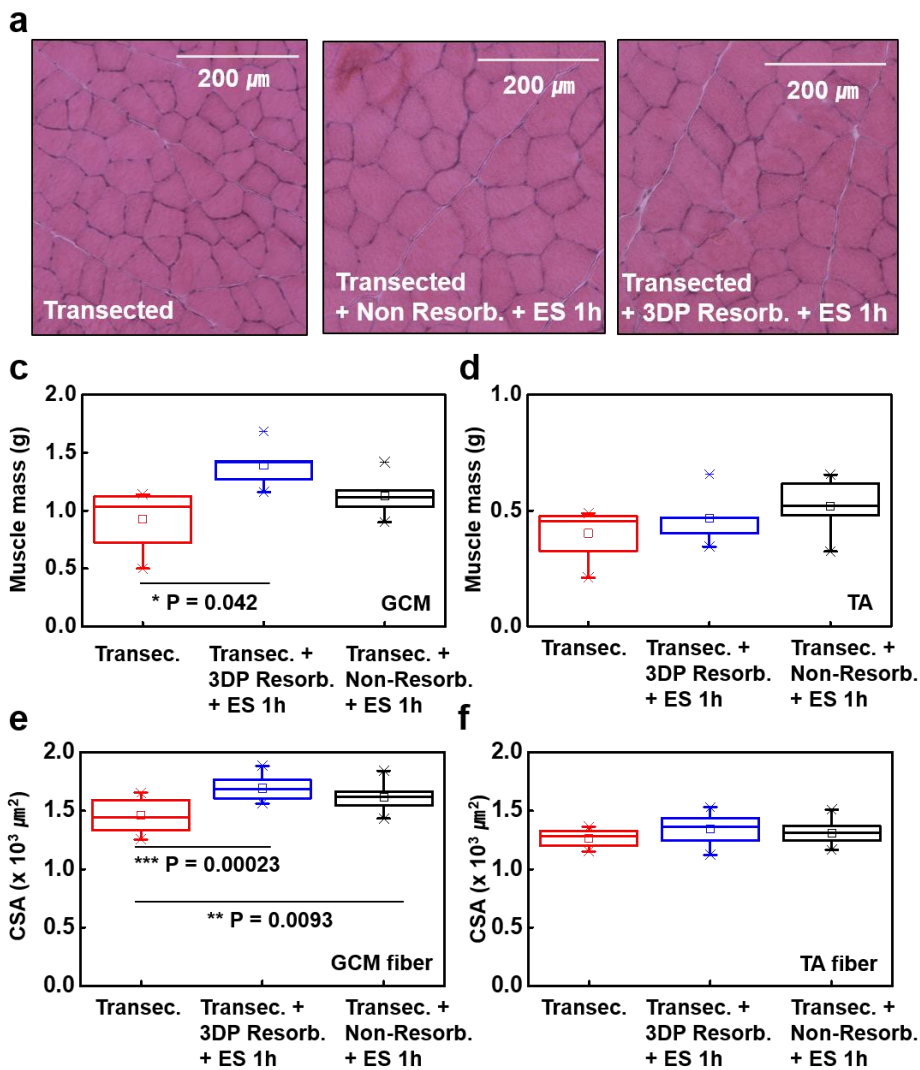 a
200 μm
200 μm
200 μm
Transected
Transected
+ Non Resorb. + ES 1h
Transected
+ 3DP Resorb. + ES 1h
c
Muscle mass (g)
2.0
1.5
1.0
0.5
0.0
* P = 0.042
GCM
Transec.
Transec. +
3DP Resorb.
+ ES 1h
Transec. +
Non-Resorb.
+ ES 1h
d
Muscle mass (g)
1.0
0.5
0.0
TA
Transec.
Transec. +
3DP Resorb.
+ ES 1h
Transec. +
Non-Resorb.
+ ES 1h
e
CSA (x 10³ μm²)
2.0
1.5
1.0
0.5
0.0
*** P = 0.00023
** P = 0.0093
GCM fiber
Transec.
Transec. +
3DP Resorb.
+ ES 1h
Transec. +
Non-Resorb.
+ ES 1h
f
CSA (x 10³ μm²)
2.0
1.5
1.0
0.5
0.0
TA fiber
Transec.
Transec. +
3DP Resorb.
+ ES 1h
Transec. +
Non-Resorb.
+ ES 1h